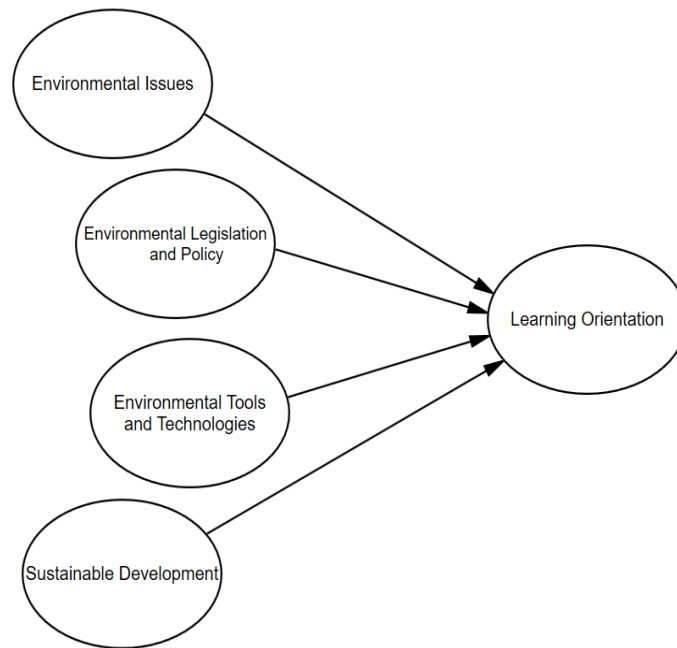 Environmental Issues
Environmental Legislation
and Policy
Learning Orientation
Environmental Tools
and Technologies
Sustainable Development